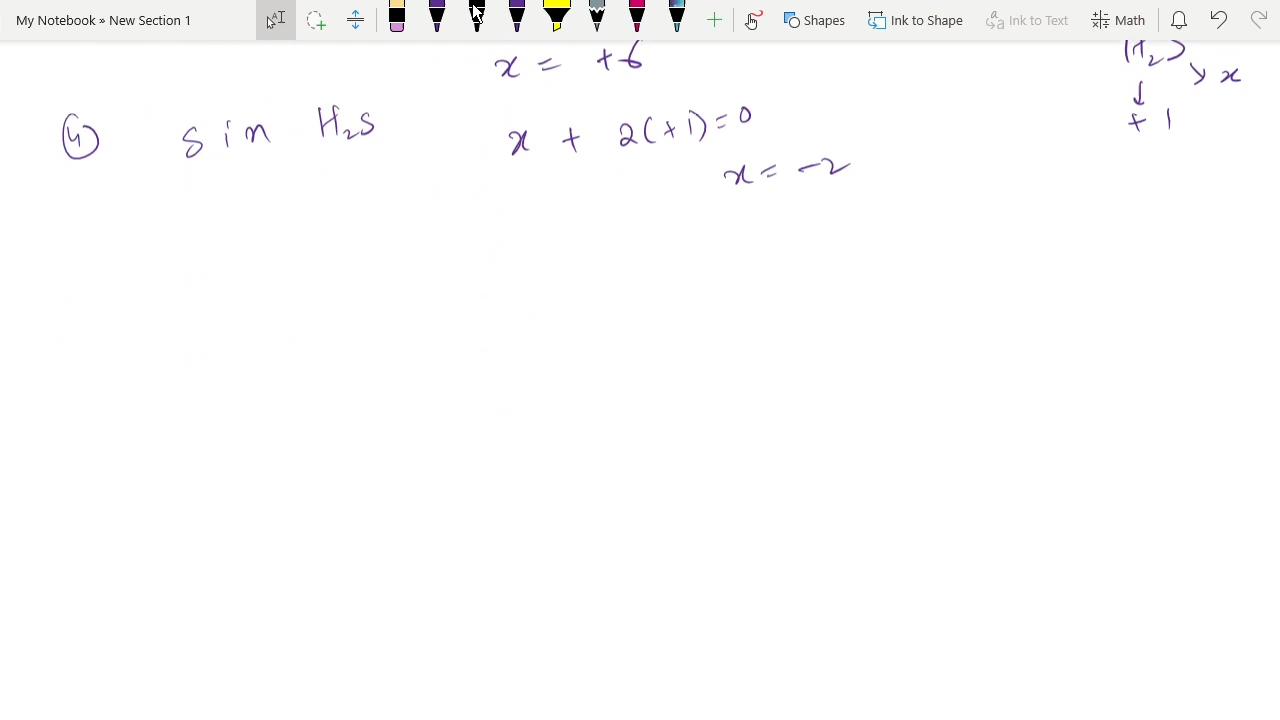 My Notebook » New Section 1
Shapes
Ink to Shape
Ink to Text
Math
x = +6
H₂S
x
+1
(4) S in H₂S x + 2(+1) = 0
x = -2